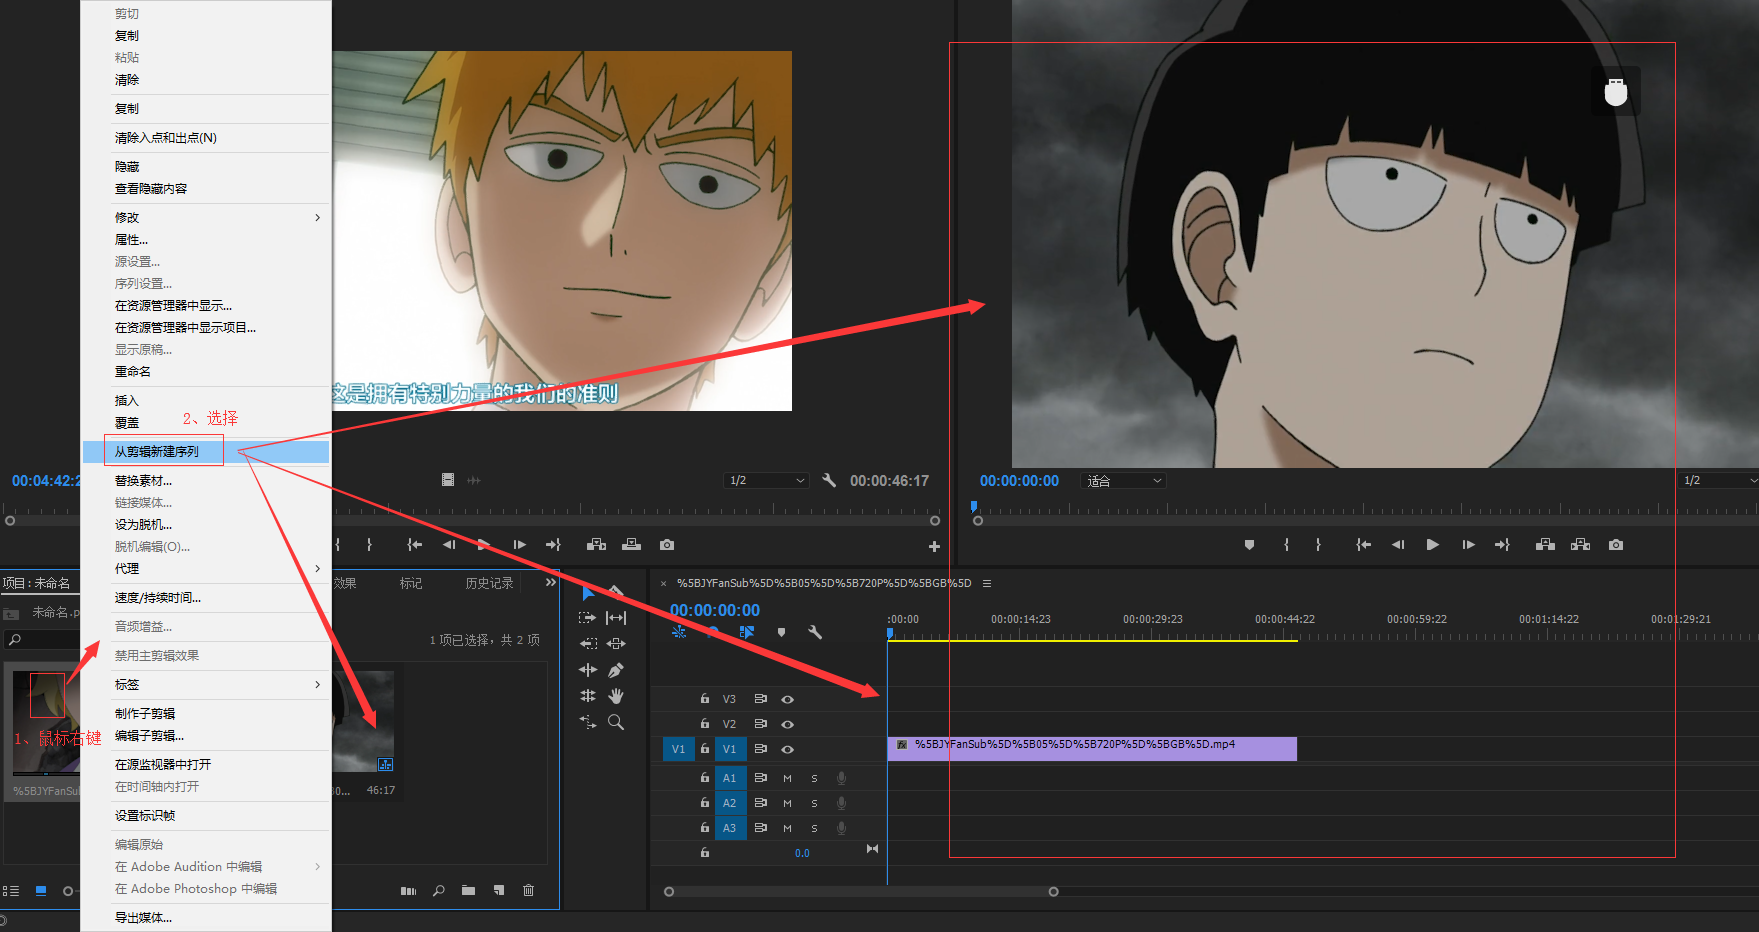 剪切
复制
粘贴
清除
复制
清除入点和出点(N)
隐藏
查看隐藏内容
修改
属性...
源设置...
序列设置...
在资源管理器中显示...
在资源管理器中显示项目...
显示原稿...
重命名
插入
覆盖
2、选择
从剪辑新建序列
替换素材...
链接媒体...
设为脱机...
脱机编辑(O)...
代理
速度/持续时间...
音频增益...
禁用主剪辑效果
标签
制作子剪辑
编辑子剪辑...
在源监视器中打开
在时间轴内打开
设置标识帧
编辑原始
在 Adobe Audition 中编辑
在 Adobe Photoshop 中编辑
导出媒体...
这是拥有特别力量的我们的准则
00:04:42:2
1/2
00:00:46:17
00:00:00:00
适合
1/2
项目: 未命名
效果
标记
历史记录
未命名.p
1 项已选择，共 2 项
1、鼠标右键
%5BJYFanSub
0...
46:17
%5BJYFanSub%5D%5B05%5D%5B720P%5D%5BGB%5D
00:00:00:00
:00:00
00:00:14:23
00:00:29:23
00:00:44:22
00:00:59:22
00:01:14:22
00:01:29:21
V3
V2
V1 V1
%5BJYFanSub%5D%5B05%5D%5B720P%5D%5BGB%5D.mp4
A1 M S
A2 M S
A3 M S
0.0